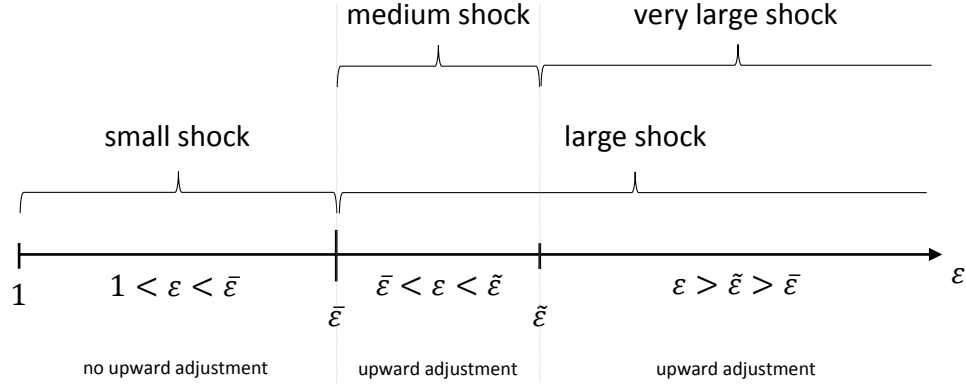 medium shock very large shock
small shock large shock
1 1 < ε < ε̄ ε̄ ε̄ < ε < ε̃ ε̃ ε > ε̃ > ε̄ ε
no upward adjustment upward adjustment upward adjustment